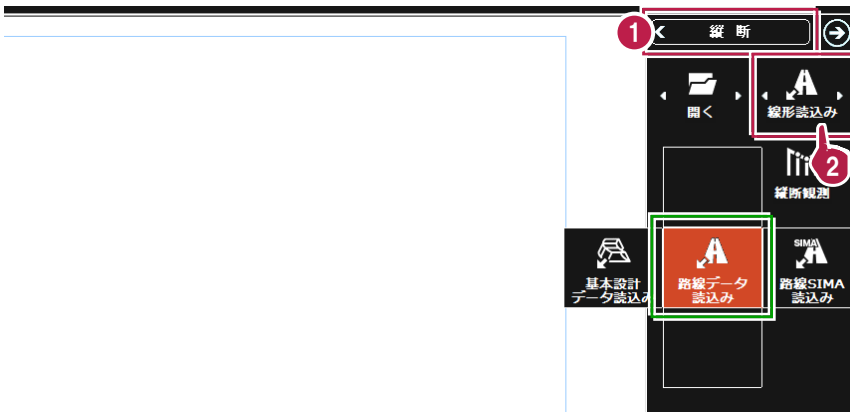 1
縦 断
開く
線形読込み
2
縦断観測
基本設計
データ読込み
路線データ
読込み
SIMA
路線SIMA
読込み